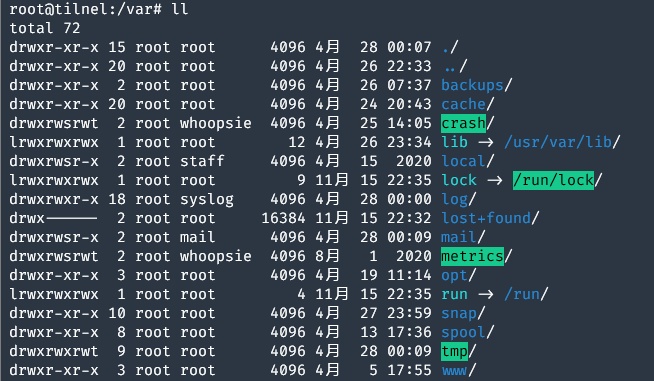 root@tilnel:/var# ll
total 72
drwxr-xr-x 15 root root      4096 4月  28 00:07 ./
drwxr-xr-x 20 root root      4096 4月  26 22:33 ../
drwxr-xr-x  2 root root      4096 4月  26 07:37 backups/
drwxr-xr-x 20 root root      4096 4月  24 20:43 cache/
drwxrwsrwt  2 root whoopsie  4096 4月  25 14:05 crash/
lrwxrwxrwx  1 root root        12 4月  26 23:34 lib -> /usr/var/lib/
drwxrwsr-x  2 root staff     4096 4月  15  2020 local/
lrwxrwxrwx  1 root root         9 11月 15 22:35 lock -> /run/lock/
drwxrwxr-x 18 root syslog    4096 4月  28 00:00 log/
drwx------  2 root root     16384 11月 15 22:32 lost+found/
drwxrwsr-x  2 root mail      4096 4月  28 00:09 mail/
drwxrwsrwt  2 root whoopsie  4096 8月   1  2020 metrics/
drwxr-xr-x  3 root root      4096 4月  19 11:14 opt/
lrwxrwxrwx  1 root root         4 11月 15 22:35 run -> /run/
drwxr-xr-x 10 root root      4096 4月  27 23:59 snap/
drwxr-xr-x  8 root root      4096 4月  13 17:36 spool/
drwxrwxrwt  9 root root      4096 4月  28 00:09 tmp/
drwxr-xr-x  3 root root      4096 4月   5 17:55 www/